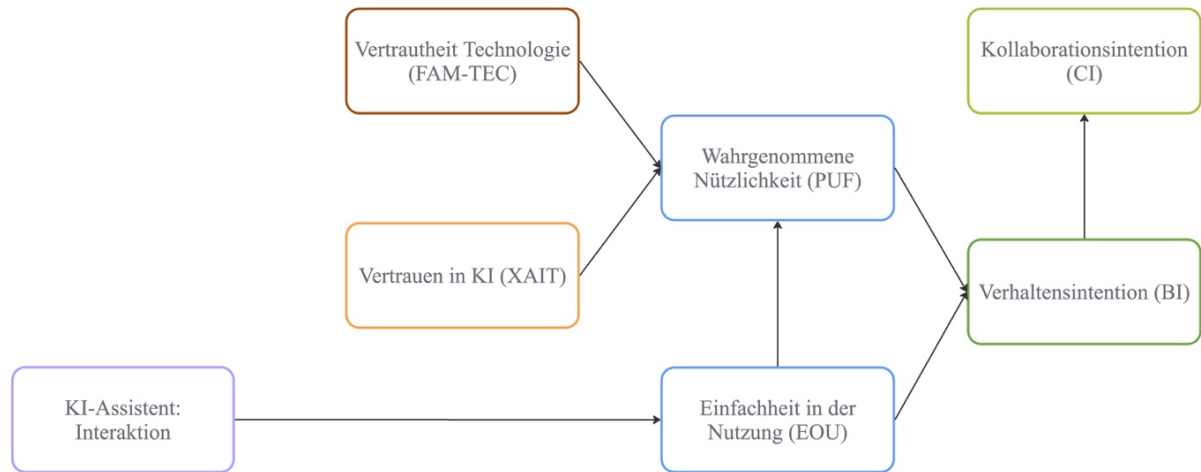 Vertrautheit Technologie
(FAM-TEC)
Kollaborationsintention
(CI)
Wahrgenommene
Nützlichkeit (PUF)
Vertrauen in KI (XAIT)
Verhaltensintention (BI)
KI-Assistent:
Interaktion
Einfachheit in der
Nutzung (EOU)